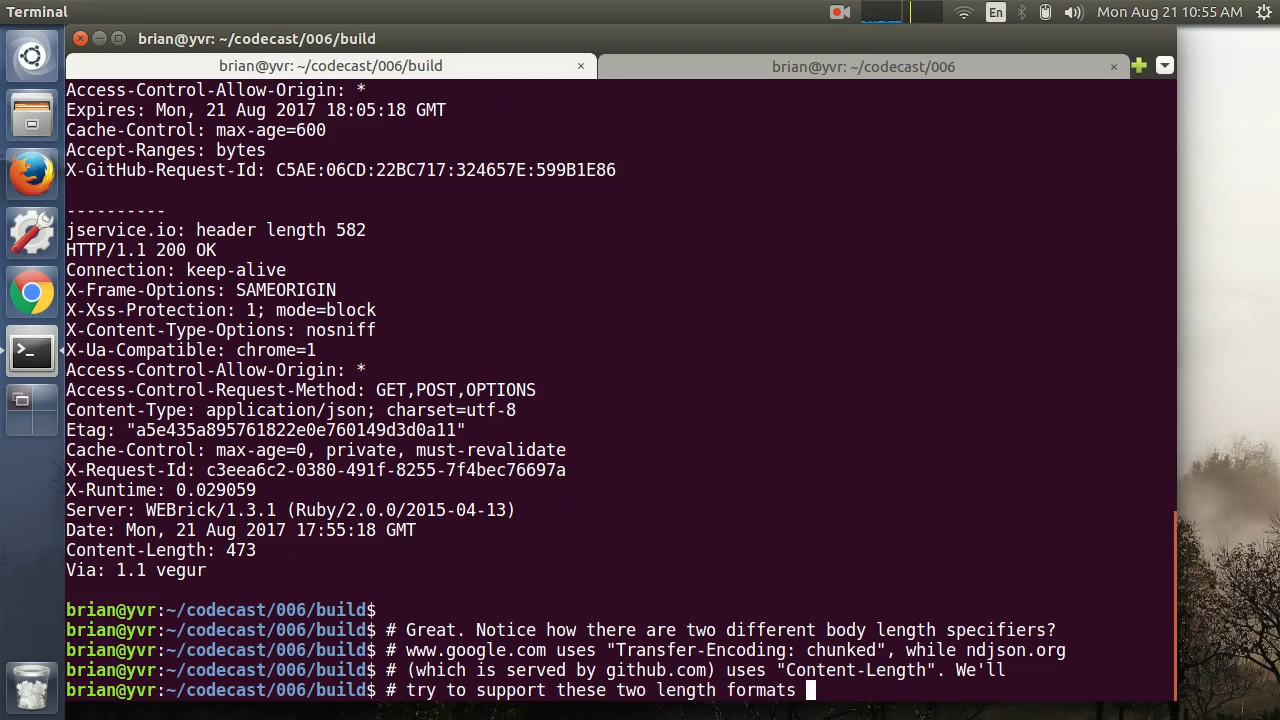 Terminal
En
Mon Aug 21 10:55 AM
brian@yvr: ~/codecast/006/build
brian@yvr: ~/codecast/006/build ×
brian@yvr: ~/codecast/006 ×
Access-Control-Allow-Origin: *
Expires: Mon, 21 Aug 2017 18:05:18 GMT
Cache-Control: max-age=600
Accept-Ranges: bytes
X-GitHub-Request-Id: C5AE:06CD:22BC717:324657E:599B1E86
----------
jservice.io: header length 582
HTTP/1.1 200 OK
Connection: keep-alive
X-Frame-Options: SAMEORIGIN
X-Xss-Protection: 1; mode=block
X-Content-Type-Options: nosniff
X-Ua-Compatible: chrome=1
Access-Control-Allow-Origin: *
Access-Control-Request-Method: GET,POST,OPTIONS
Content-Type: application/json; charset=utf-8
Etag: "a5e435a895761822e0e760149d3d0a11"
Cache-Control: max-age=0, private, must-revalidate
X-Request-Id: c3eea6c2-0380-491f-8255-7f4bec76697a
X-Runtime: 0.029059
Server: WEBrick/1.3.1 (Ruby/2.0.0/2015-04-13)
Date: Mon, 21 Aug 2017 17:55:18 GMT
Content-Length: 473
Via: 1.1 vegur
brian@yvr:~/codecast/006/build$
brian@yvr:~/codecast/006/build$ # Great. Notice how there are two different body length specifiers?
brian@yvr:~/codecast/006/build$ # www.google.com uses "Transfer-Encoding: chunked", while ndjson.org
brian@yvr:~/codecast/006/build$ # (which is served by github.com) uses "Content-Length". We'll
brian@yvr:~/codecast/006/build$ # try to support these two length formats